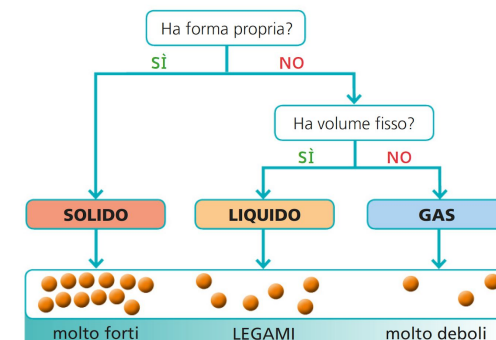 Ha forma propria?
SÌ NO
Ha volume fisso?
SÌ NO
SOLIDO LIQUIDO GAS
molto forti LEGAMI molto deboli